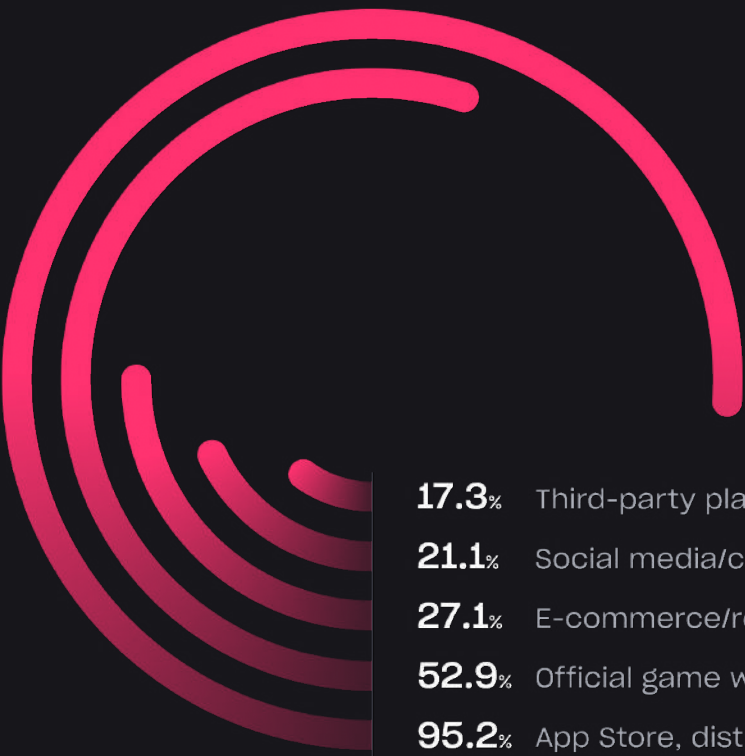 17.3% Third-party pla
21.1% Social media/c
27.1% E-commerce/r
52.9% Official game
95.2% App Store, dist